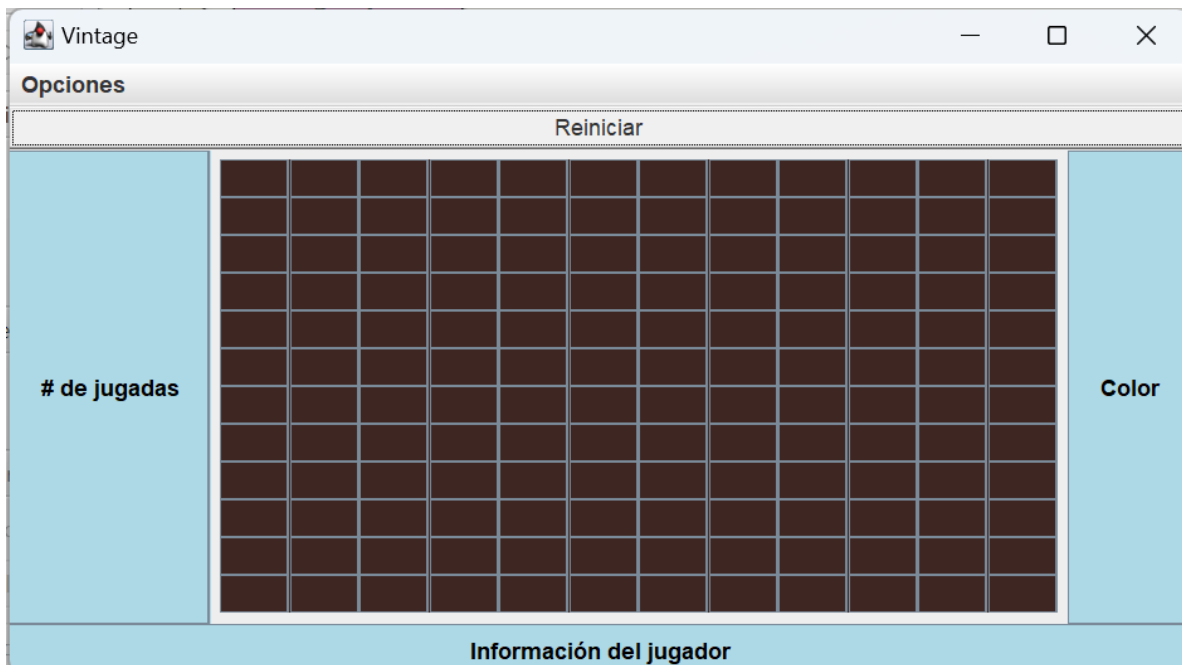 Vintage
Opciones
Reiniciar
# de jugadas
Color
Información del jugador